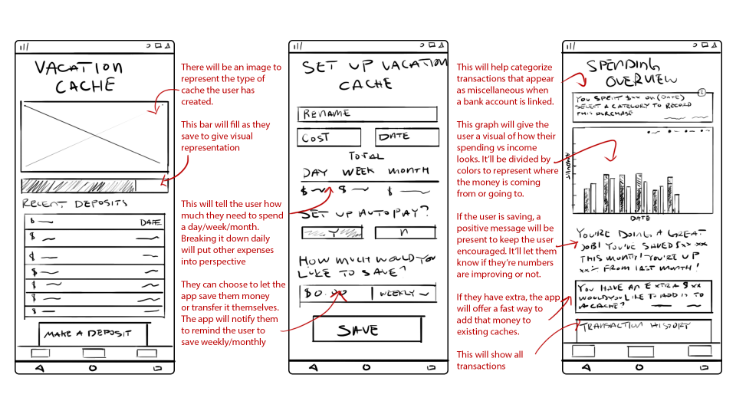 VACATION
CACHE
RECENT DEPOSITS
$
DATE
$
$
$
$
$
$
MAKE A DEPOSIT
There will be an image to
represent the type of
cache the user has
created.
This bar will fill as they
save to give visual
representation
This will tell the user how
much they need to spend
a day/week/month.
Breaking it down daily
will put other expenses
into perspective
They can choose to let the
app save them money
or transfer it themselves.
The app will notify them
to remind the user to
save weekly/monthly
SET UP VACATION
CACHE
RENAME
COST
DATE
TOTAL
DAY WEEK MONTH
$ $ $
SET UP AUTOPAY?
Y N
HOW MUCH WOULD YOU
LIKE TO SAVE?
$0.00 WEEKLY
SAVE
This will help categorize
transactions that appear
as miscellaneous when
a bank account is linked.
This graph will give the
user a visual of how their
spending vs income
looks. It'll be divided by
colors to represent where
the money is coming
from or going to.
If the user is saving, a
positive message will be
present to keep the user
encouraged. It'll let them
know if they're numbers
are improving or not.
If they have extra, the app
will offer a fast way to
add that money to
existing caches.
This will show all
transactions
SPENDING
OVERVIEW
YOU SPENT $xx ON (DATE)
SELECT A CATEGORY TO RECORD
THIS PURCHASE
DATE
YOU'RE DOING A GREAT
JOB! YOU'VE SAVED $xx.xx
THIS MONTH! YOU'RE UP
FROM LAST MONTH!
YOU HAVE AN EXTRA $xx
WOULD YOU LIKE TO ADD IT TO
A CACHE?
TRANSACTION HISTORY